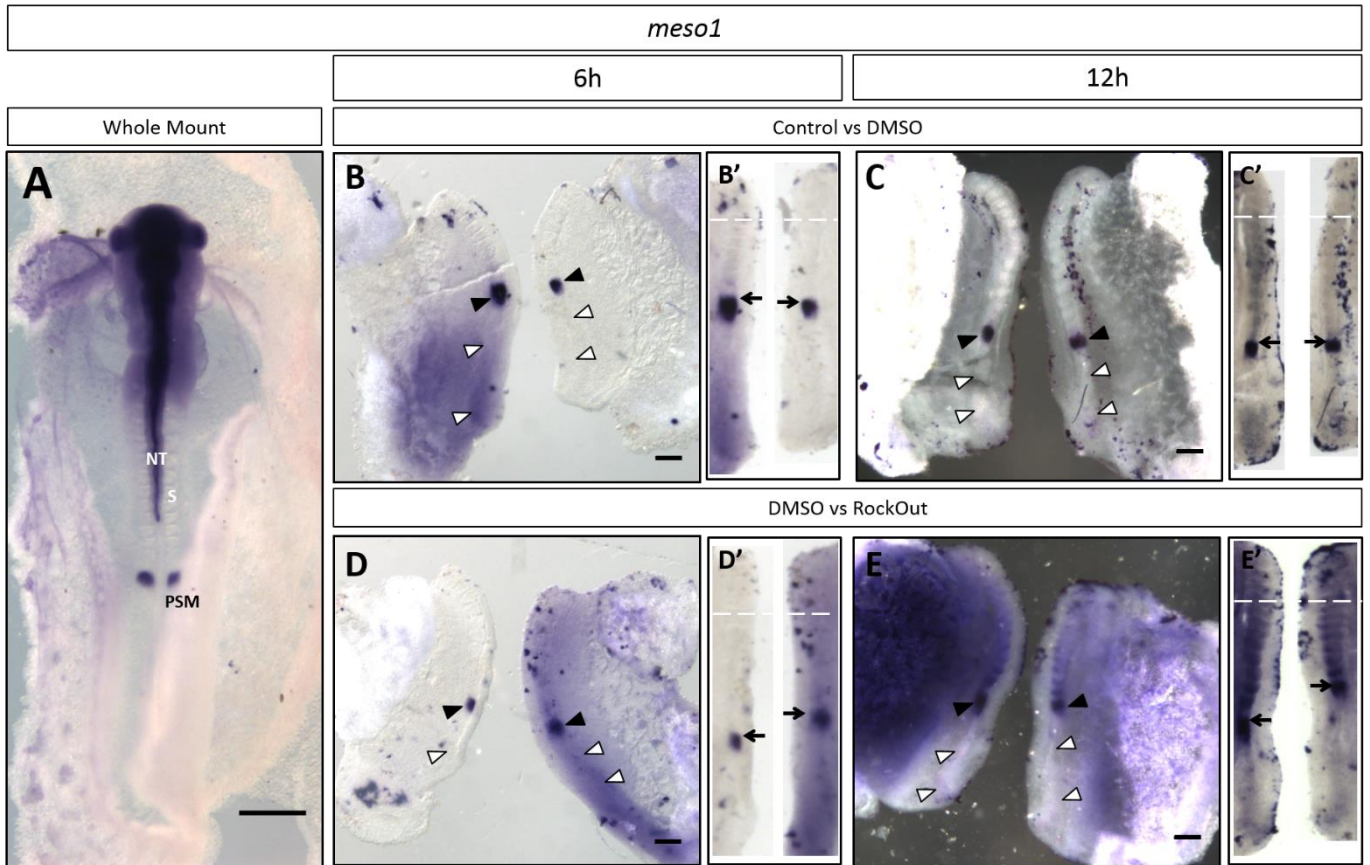 meso1
6h
12h
Whole Mount
Control vs DMSO
A
B
B'
C
C'
NT
S
PSM
DMSO vs RockOut
D
D'
E
E'